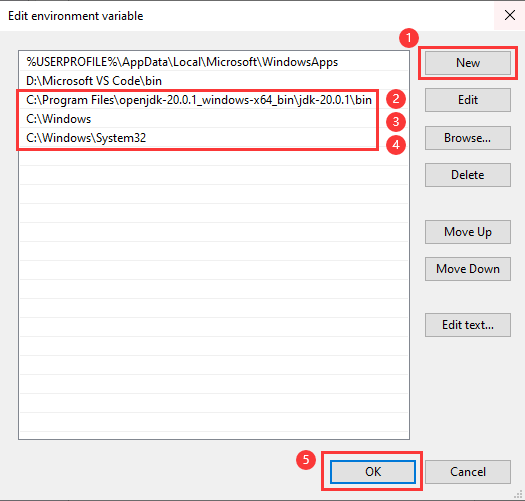 Edit environment variable
1
%USERPROFILE%\AppData\Local\Microsoft\WindowsApps
New
D:\Microsoft VS Code\bin
C:\Program Files\openjdk-20.0.1_windows-x64_bin\jdk-20.0.1\bin
2
Edit
C:\Windows
3
C:\Windows\System32
4
Browse...
Delete
Move Up
Move Down
Edit text...
5
OK
Cancel